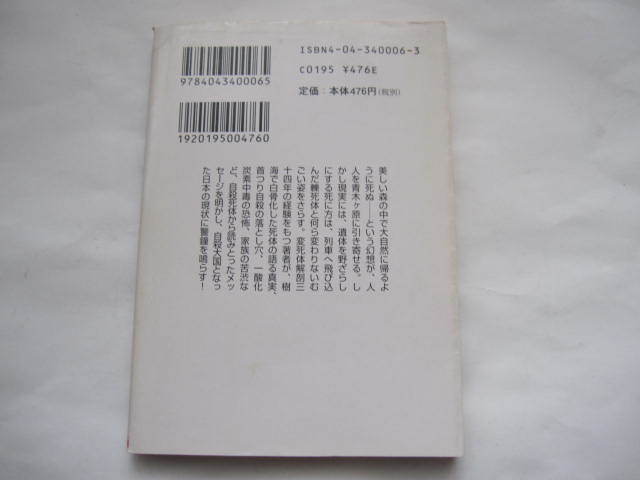 ISBN4-04-340006-3
C0195 ¥476E
定価：本体476円（税別）
9784043400065
1920195004760
美しい森の中で大自然に帰るよ
うに死ぬ——という幻想が、人
人を青木ヶ原に引き寄せる。し
かし現実には、遺体を野ざらし
にする死に方は、列車へ飛び込
んだ轢死体と何ら変わりないむ
ごい姿をさらす。変死体解剖三
十四年の経験をもつ著者が、樹
海で白骨化した死体の語る真実、
首つり自殺の落とし穴、一酸化
炭素中毒の恐怖、家族の苦渋な
ど、自殺死体から読みとったメッ
セージを明かし、自殺大国となっ
た日本の現状に警鐘を鳴らす！